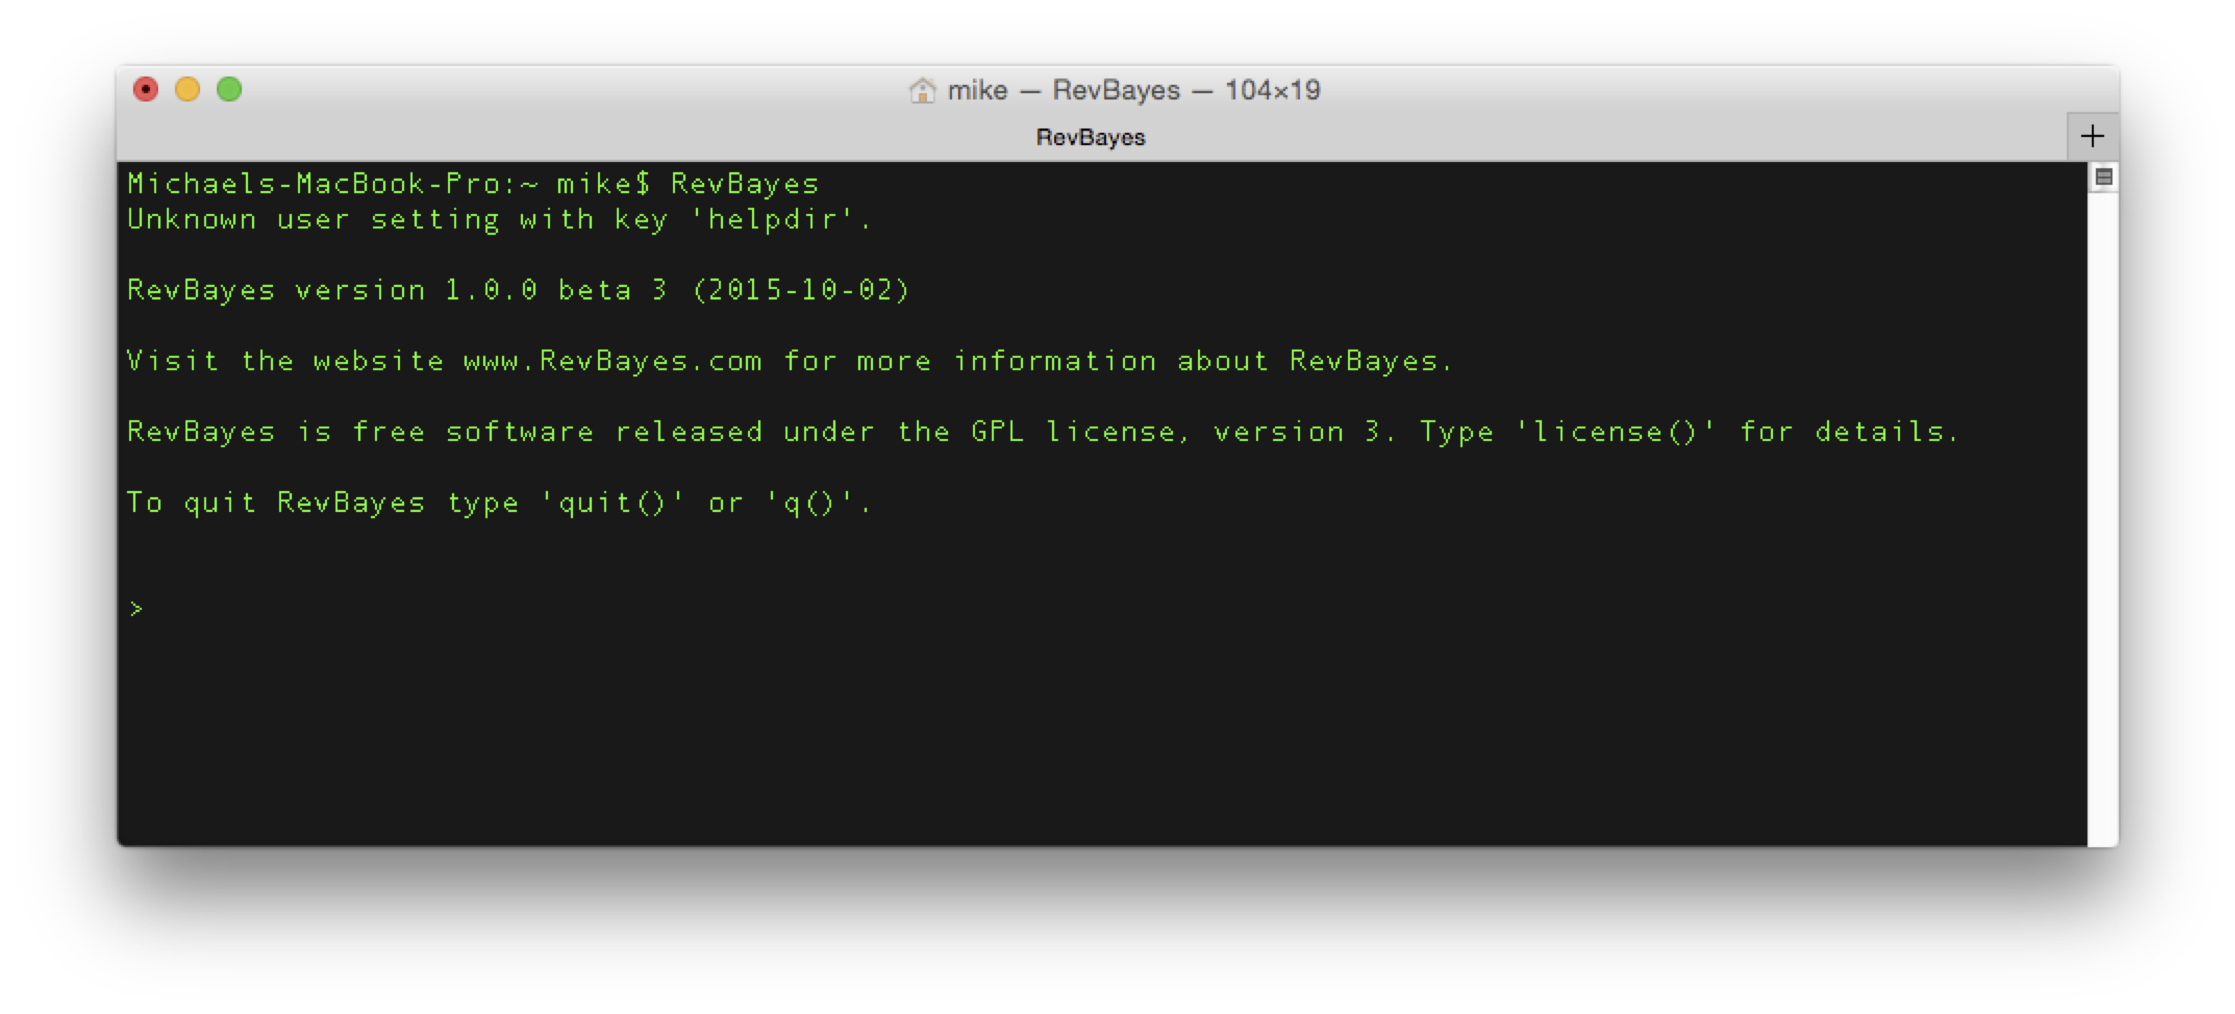 mike — RevBayes — 104×19
RevBayes
Michaels-MacBook-Pro:~ mike$ RevBayes
Unknown user setting with key 'helpdir'.
RevBayes version 1.0.0 beta 3 (2015-10-02)
Visit the website www.RevBayes.com for more information about RevBayes.
RevBayes is free software released under the GPL license, version 3. Type 'license()' for details.
To quit RevBayes type 'quit()' or 'q()'.
>